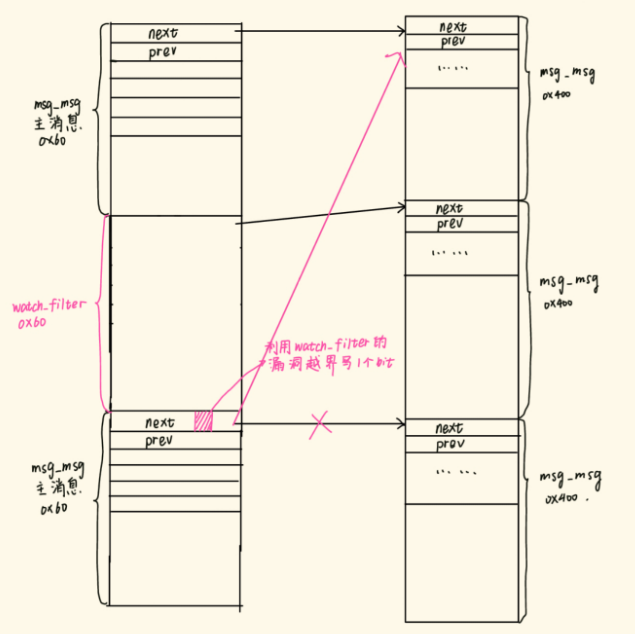 next
prev
msg_msg
主消息.
0x60
watch_filter
0x60
利用watch_filter的
漏洞越界写1个bit
next
prev
msg_msg
主消息.
0x60
next
prev
……
msg_msg
0x400
next
prev
……
msg_msg
0x400
next
prev
……
msg_msg
0x400.